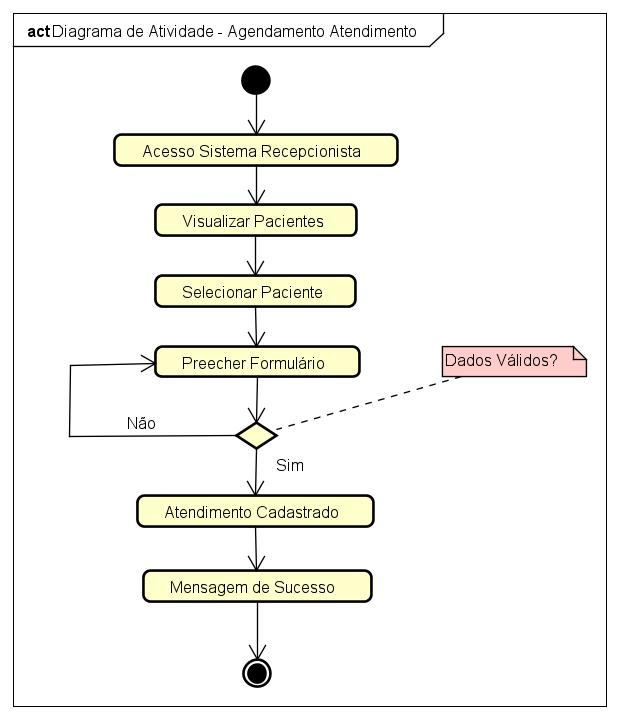 act Diagrama de Atividade - Agendamento Atendimento
Acesso Sistema Recepcionista
Visualizar Pacientes
Selecionar Paciente
Preecher Formulário
Dados Válidos?
Não
Sim
Atendimento Cadastrado
Mensagem de Sucesso